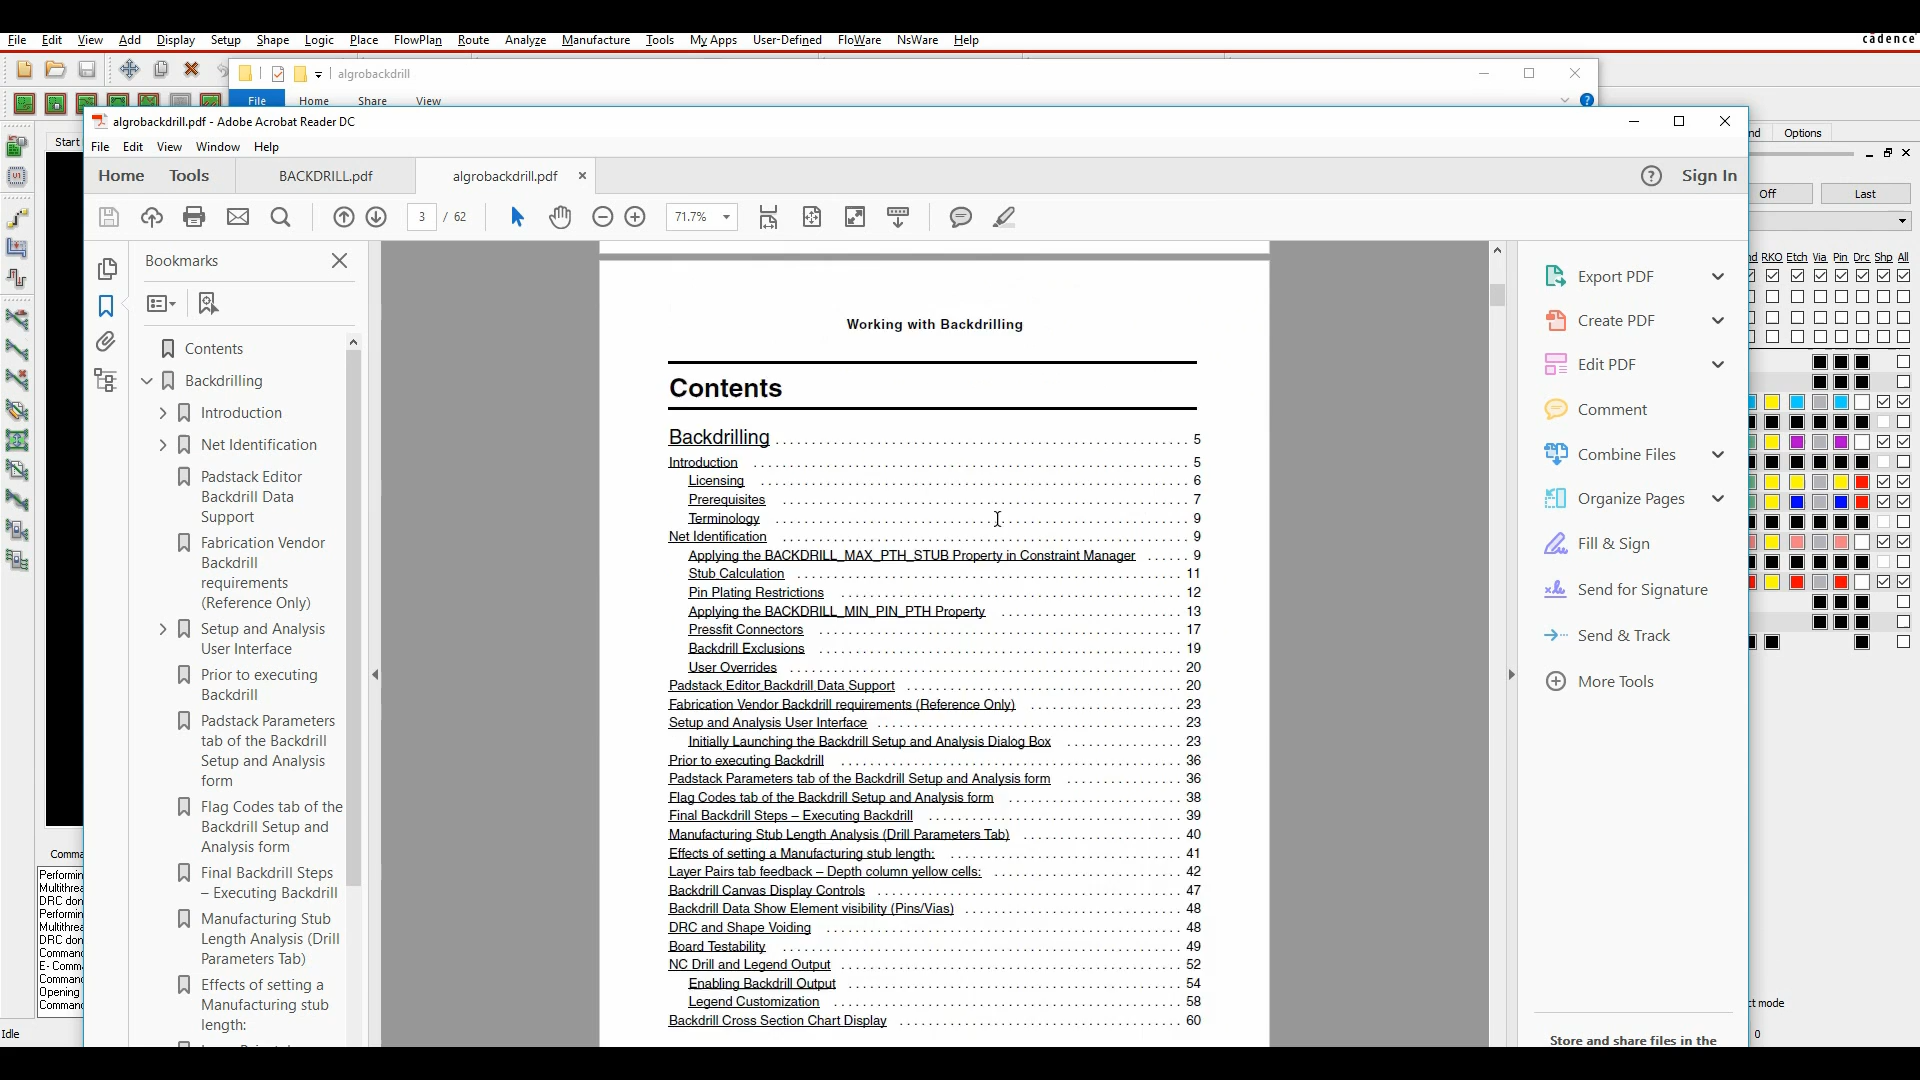 File Edit View Add Display Setup Shape Logic Place FlowPlan Route Analyze Manufacture Tools My Apps User-Defined FloWare NsWare Help
cadence
algrobackdrill
File Home Share View
algrobackdrill.pdf - Adobe Acrobat Reader DC
Start
Options
File Edit View Window Help
Home Tools BACKDRILL.pdf algrobackdrill.pdf
Sign In
Off Last
3 / 62
71.7%
RKO Etch Via Pin Drc Shp All
Bookmarks
Contents
Backdrilling
Introduction
Net Identification
Padstack Editor
Backdrill Data
Support
Fabrication Vendor
Backdrill
requirements
(Reference Only)
Setup and Analysis
User Interface
Prior to executing
Backdrill
Padstack Parameters
tab of the Backdrill
Setup and Analysis
form
Flag Codes tab of the
Backdrill Setup and
Analysis form
Final Backdrill Steps
– Executing Backdrill
Manufacturing Stub
Length Analysis (Drill
Parameters Tab)
Effects of setting a
Manufacturing stub
length:
Working with Backdrilling
Contents
Backdrilling 5
Introduction 5
Licensing 6
Prerequisites 7
Terminology 9
Net Identification 9
Applying the BACKDRILL_MAX_PTH_STUB Property in Constraint Manager 9
Stub Calculation 11
Pin Plating Restrictions 12
Applying the BACKDRILL_MIN_PIN_PTH Property 13
Pressfit Connectors 17
Backdrill Exclusions 19
User Overrides 20
Padstack Editor Backdrill Data Support 20
Fabrication Vendor Backdrill requirements (Reference Only) 23
Setup and Analysis User Interface 23
Initially Launching the Backdrill Setup and Analysis Dialog Box 23
Prior to executing Backdrill 36
Padstack Parameters tab of the Backdrill Setup and Analysis form 36
Flag Codes tab of the Backdrill Setup and Analysis form 38
Final Backdrill Steps – Executing Backdrill 39
Manufacturing Stub Length Analysis (Drill Parameters Tab) 40
Effects of setting a Manufacturing stub length: 41
Layer Pairs tab feedback – Depth column yellow cells: 42
Backdrill Canvas Display Controls 47
Backdrill Data Show Element visibility (Pins/Vias) 48
DRC and Shape Voiding 48
Board Testability 49
NC Drill and Legend Output 52
Enabling Backdrill Output 54
Legend Customization 58
Backdrill Cross Section Chart Display 60
Export PDF
Create PDF
Edit PDF
Comment
Combine Files
Organize Pages
Fill & Sign
Send for Signature
Send & Track
More Tools
Store and share files in the
Performin
Multithrea
DRC don
Performin
Multithrea
DRC don
Comman
E- Comm
Comman
Opening
Comman
Idle
ct mode
0